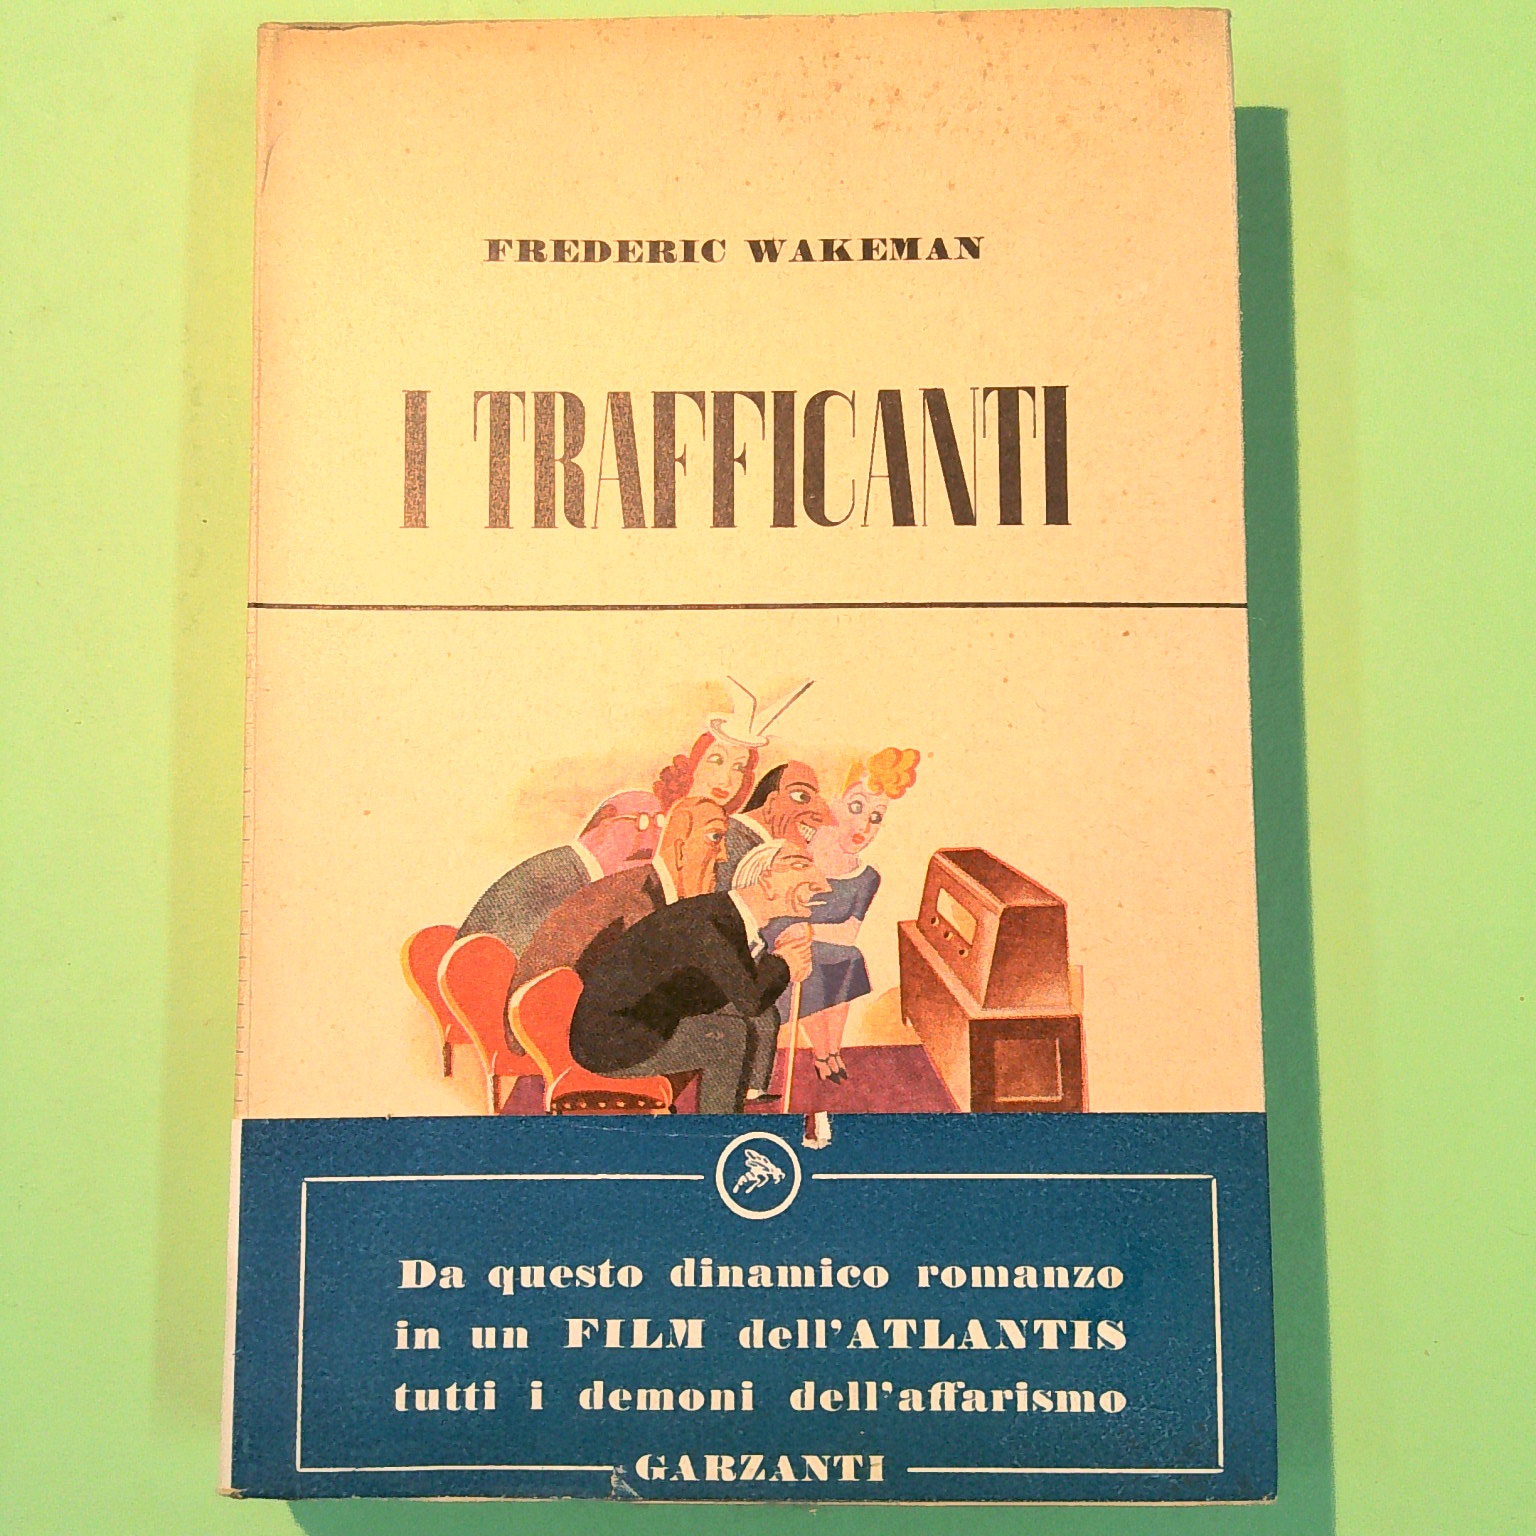 FREDERIC WAKEMAN
I TRAFFICANTI
Da questo dinamico romanzo
in un FILM dell'ATLANTIS
tutti i demoni dell'affarismo
GARZANTI